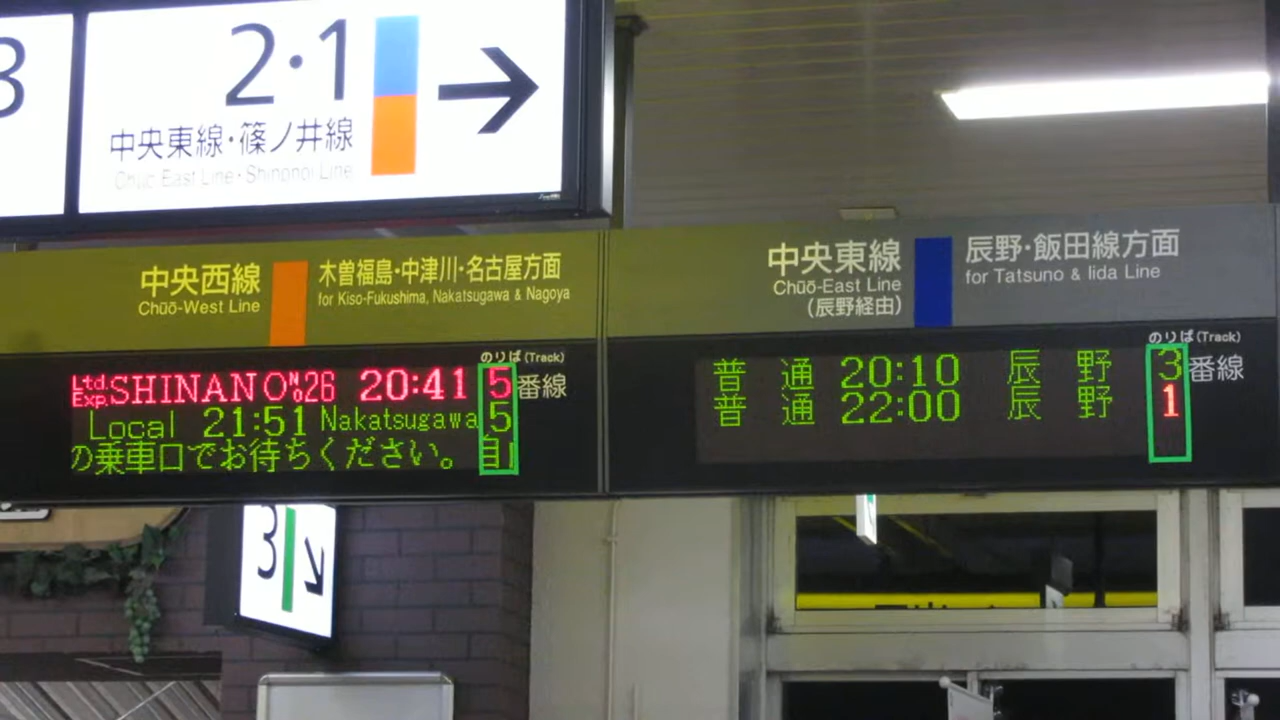 3
2・1
中央東線・篠ノ井線
Chūō East Line・Shinonoi Line
中央西線
Chūō-West Line
木曽福島・中津川・名古屋方面
for Kiso-Fukushima, Nakatsugawa & Nagoya
のりば (Track)
Ltd. Exp. SHINANO No 26 20:41 5 番線
Local 21:51 Nakatsugawa 5
の乗車口でお待ちください。自
中央東線
Chūō-East Line
(辰野経由)
辰野・飯田線方面
for Tatsuno & Iida Line
のりば (Track)
普通 20:10 辰野 3 番線
普通 22:00 辰野 1
3